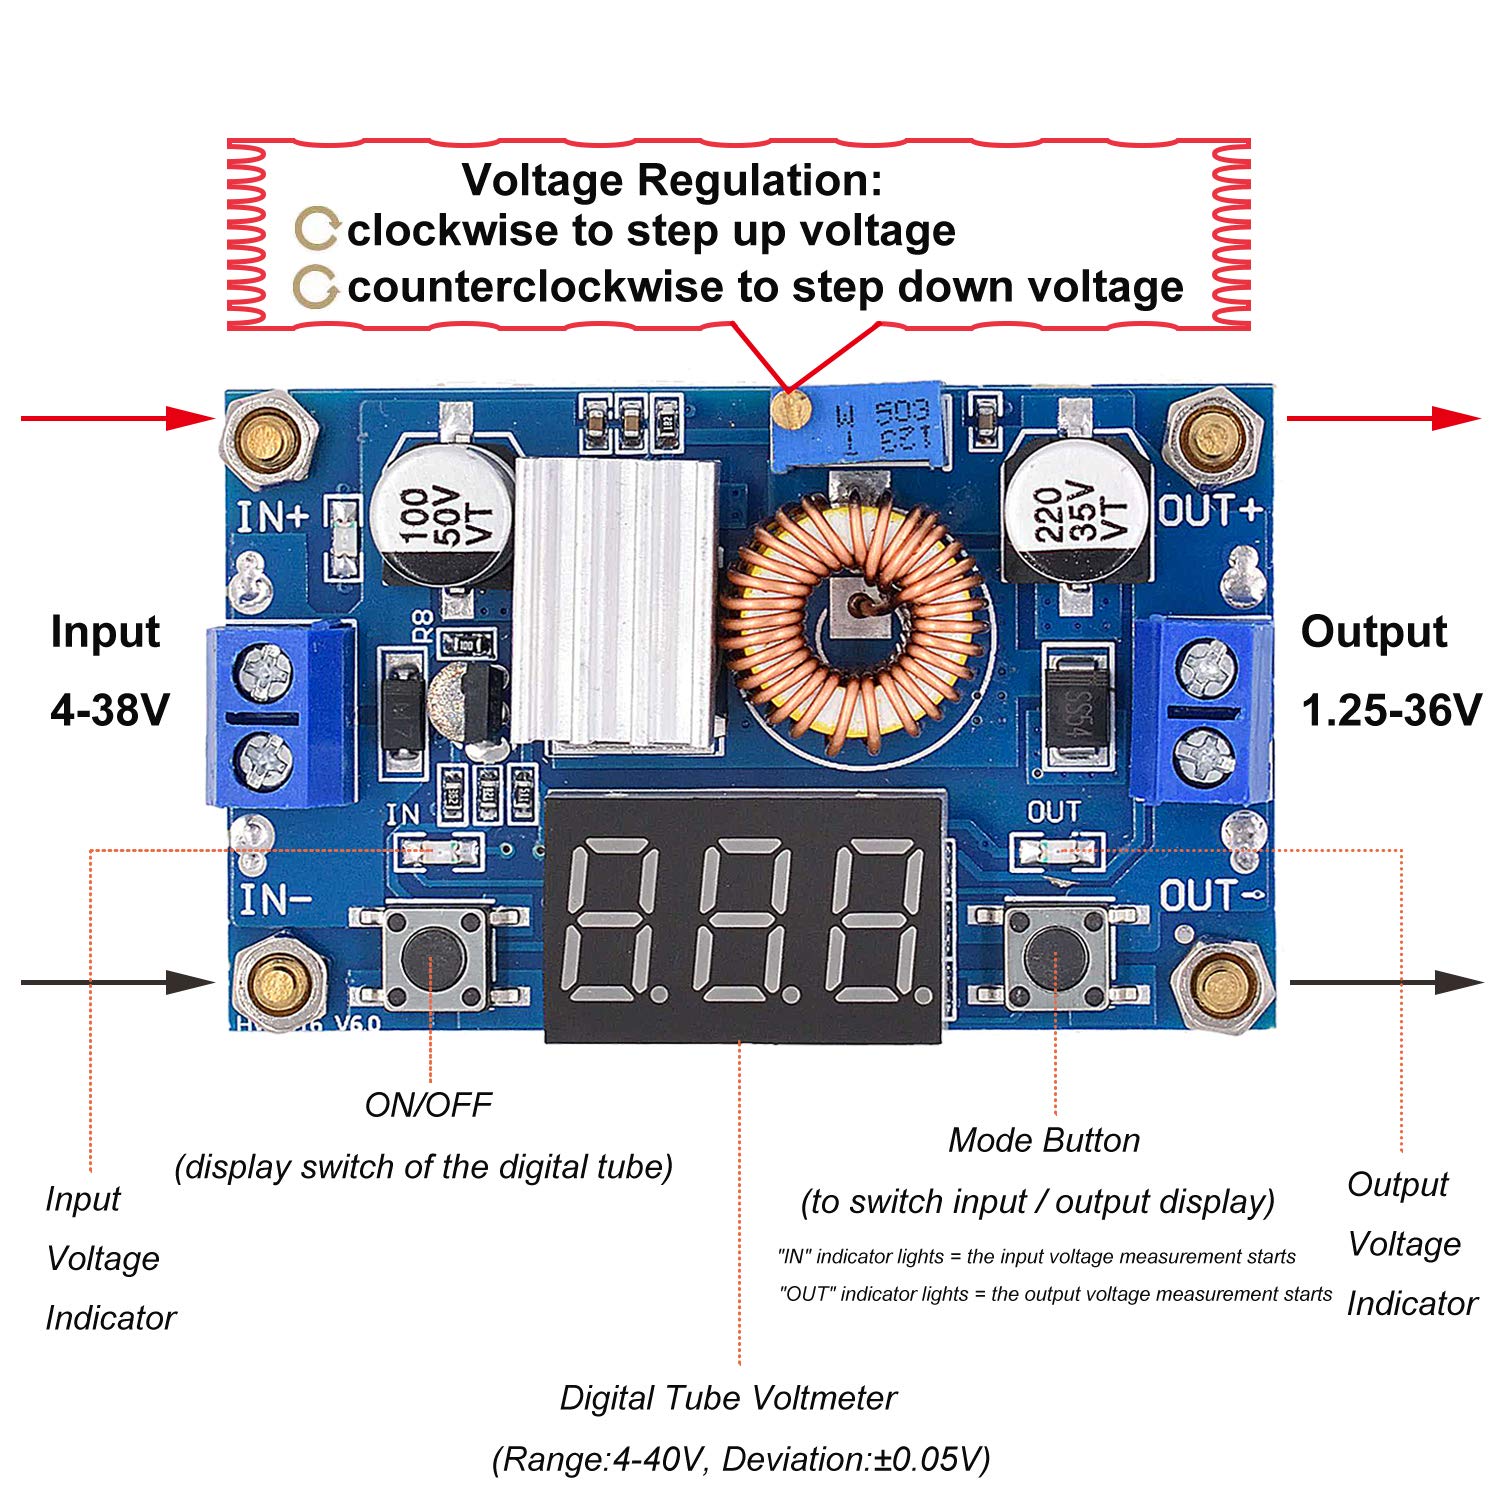 Voltage Regulation:
clockwise to step up voltage
counterclockwise to step down voltage
W 503
IN+
100
50V
VT
220
35V
VT
OUT+
Input
4-38V
Output
1.25-36V
R8
SS54
IN
OUT
IN-
OUT-
V6.0
ON/OFF
(display switch of the digital tube)
Mode Button
(to switch input / output display)
"IN" indicator lights = the input voltage measurement starts
"OUT" indicator lights = the output voltage measurement starts
Input
Voltage
Indicator
Output
Voltage
Indicator
Digital Tube Voltmeter
(Range:4-40V, Deviation:±0.05V)